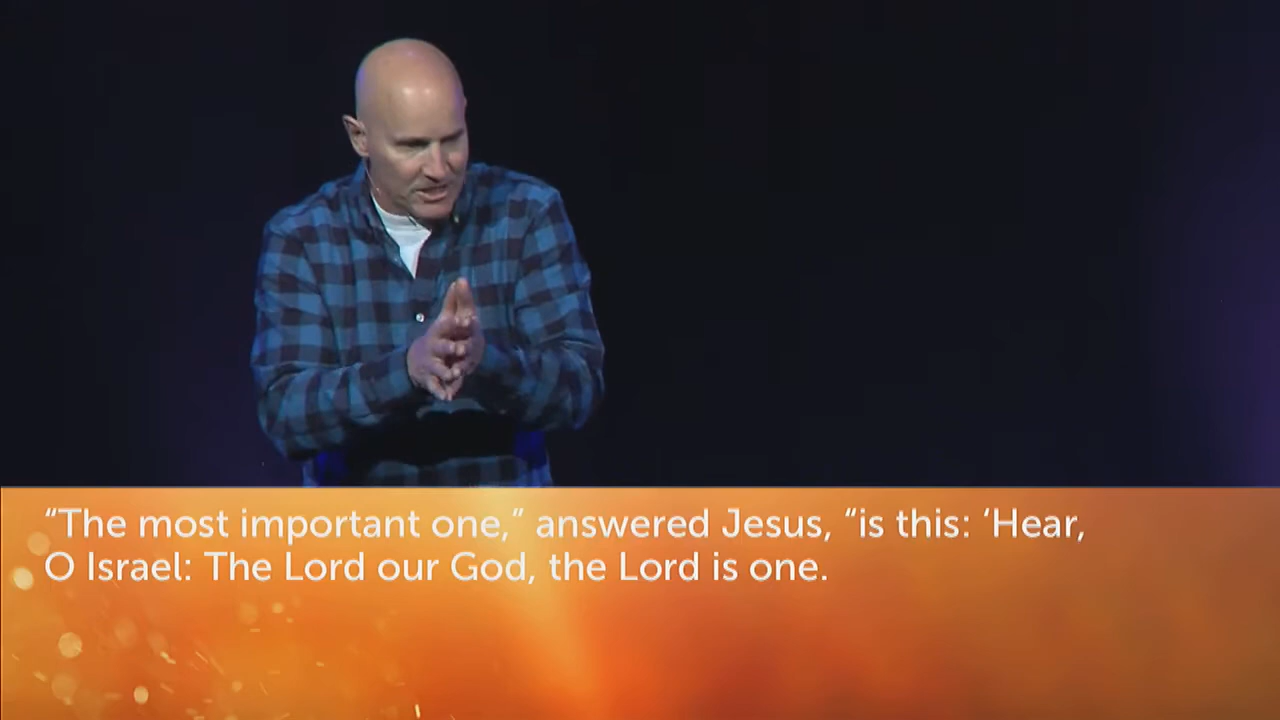 “The most important one,” answered Jesus, “is this: ‘Hear,
O Israel: The Lord our God, the Lord is one.